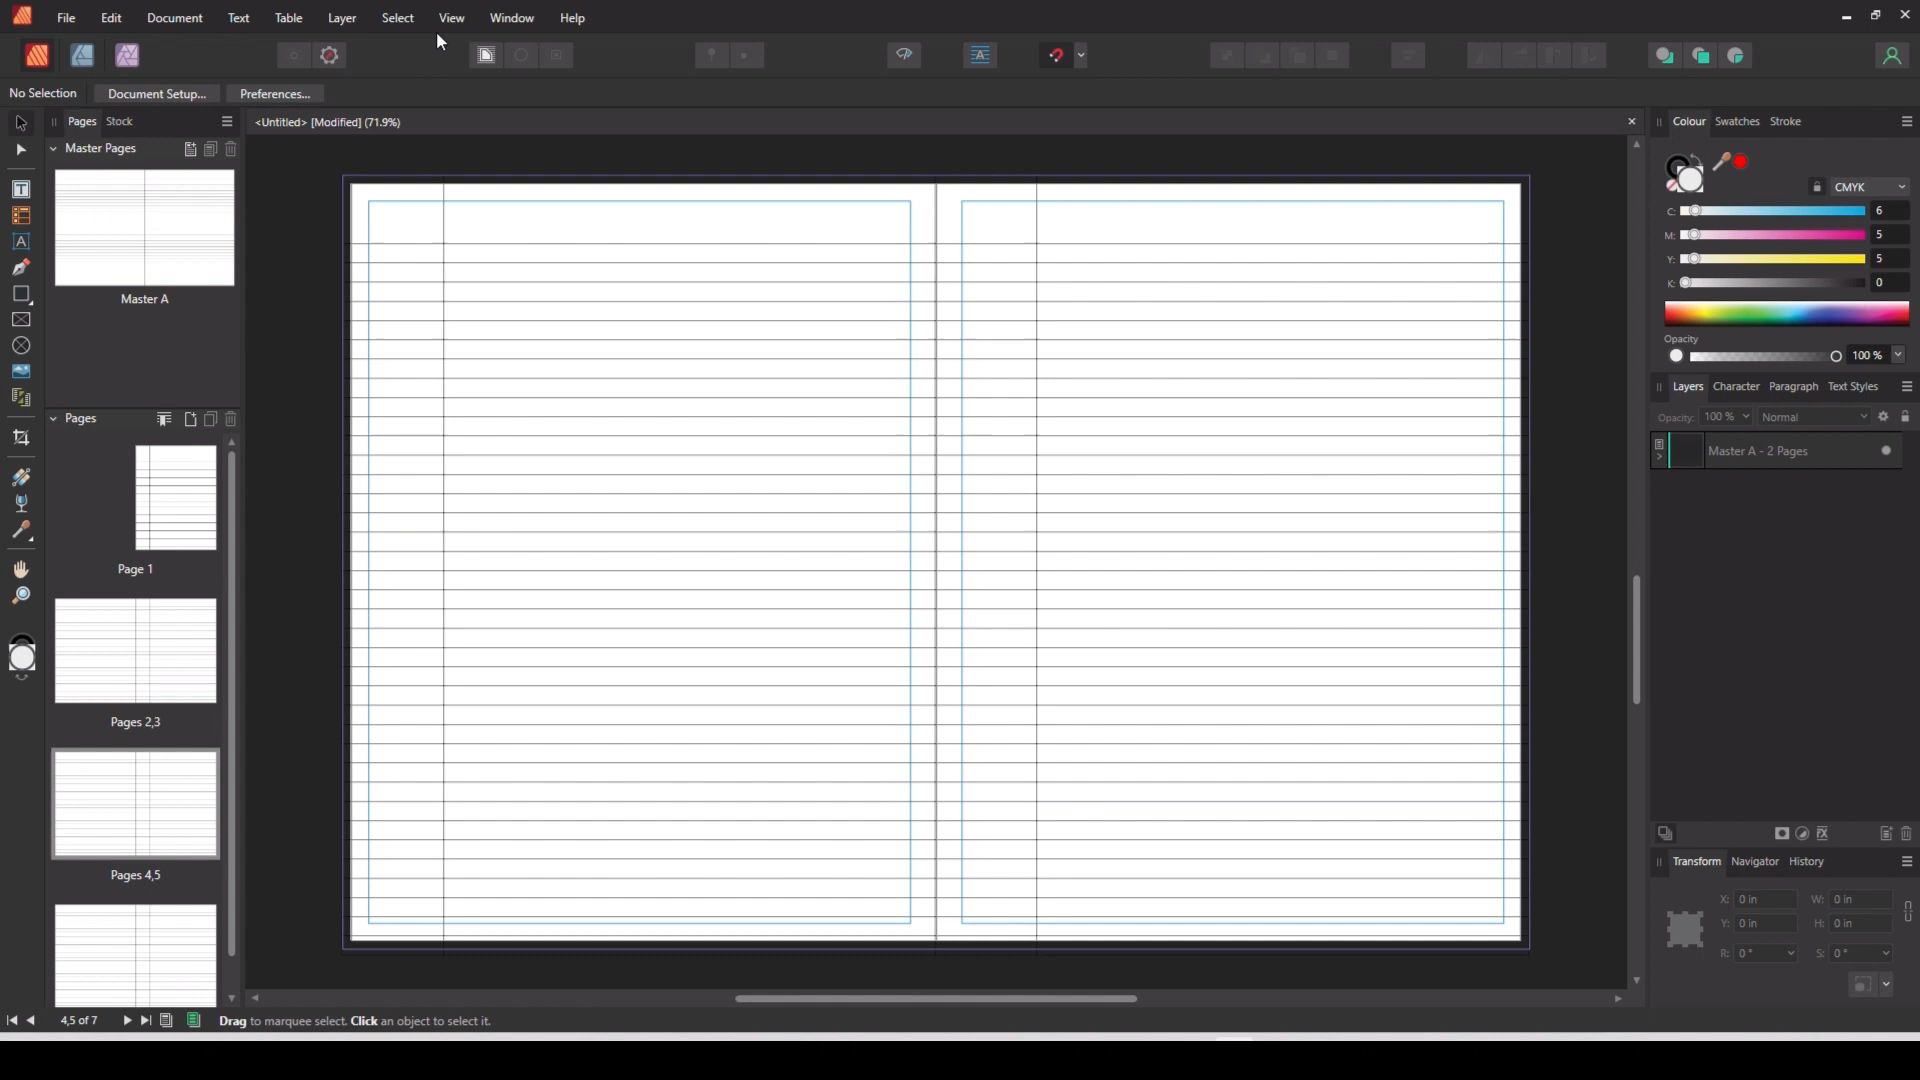 File Edit Document Text Table Layer Select View Window Help
No Selection Document Setup... Preferences...
Pages Stock
<Untitled> [Modified] (71.9%)
Colour Swatches Stroke
Master Pages
Master A
CMYK
C: 6
M: 5
Y: 5
K: 0
Opacity
100 %
Layers Character Paragraph Text Styles
Opacity: 100 % Normal
Master A - 2 Pages
Pages
Page 1
Pages 2,3
Pages 4,5
Transform Navigator History
X: 0 in W: 0 in
Y: 0 in H: 0 in
R: 0 ° S: 0 °
4,5 of 7 Drag to marquee select. Click an object to select it.